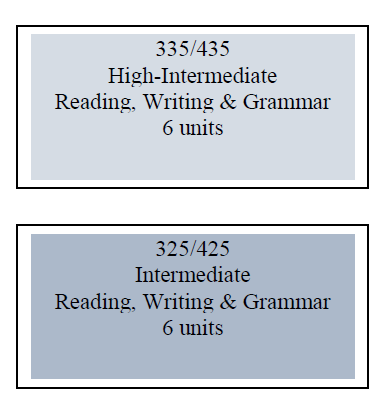 335/435
High-Intermediate
Reading, Writing & Grammar
6 units
325/425
Intermediate
Reading, Writing & Grammar
6 units